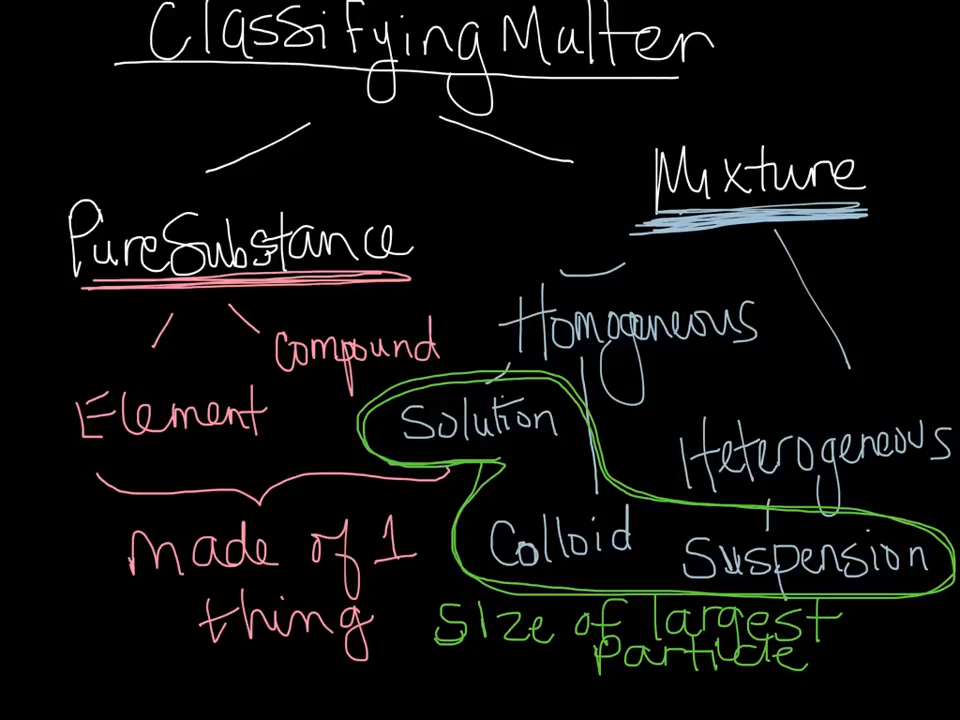 Classifying Matter
Mixture
Pure Substance
Homogeneous
Compound
Element
Solution
Heterogeneous
Colloid
Suspension
made of 1
thing
Size of largest
Particle